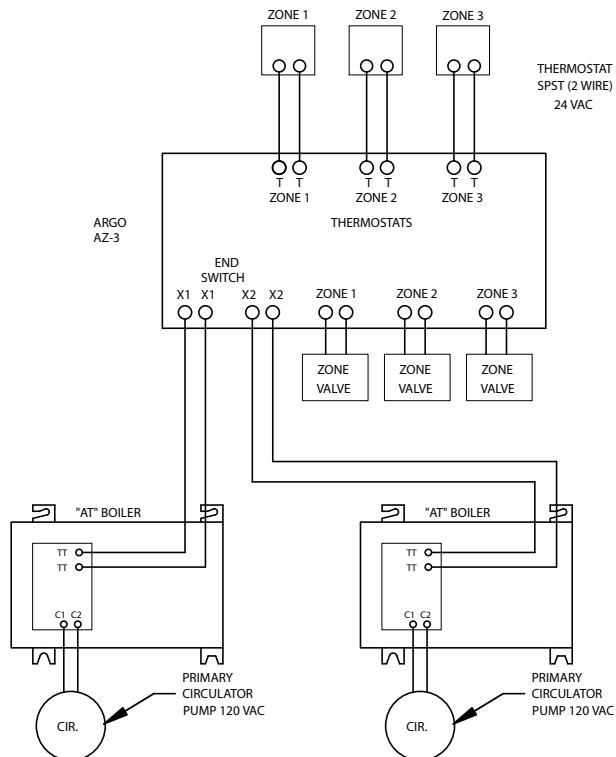 ZONE 1
ZONE 2
ZONE 3
THERMOSTAT
SPST (2 WIRE)
24 VAC
T T
T T
T T
ZONE 1
ZONE 2
ZONE 3
THERMOSTATS
ARGO
AZ-3
END
SWITCH
X1 X1
X2 X2
ZONE 1
ZONE 2
ZONE 3
ZONE
VALVE
ZONE
VALVE
ZONE
VALVE
"AT" BOILER
TT
TT
C1 C2
CIR.
PRIMARY
CIRCULATOR
PUMP 120 VAC
"AT" BOILER
TT
TT
C1 C2
CIR.
PRIMARY
CIRCULATOR
PUMP 120 VAC